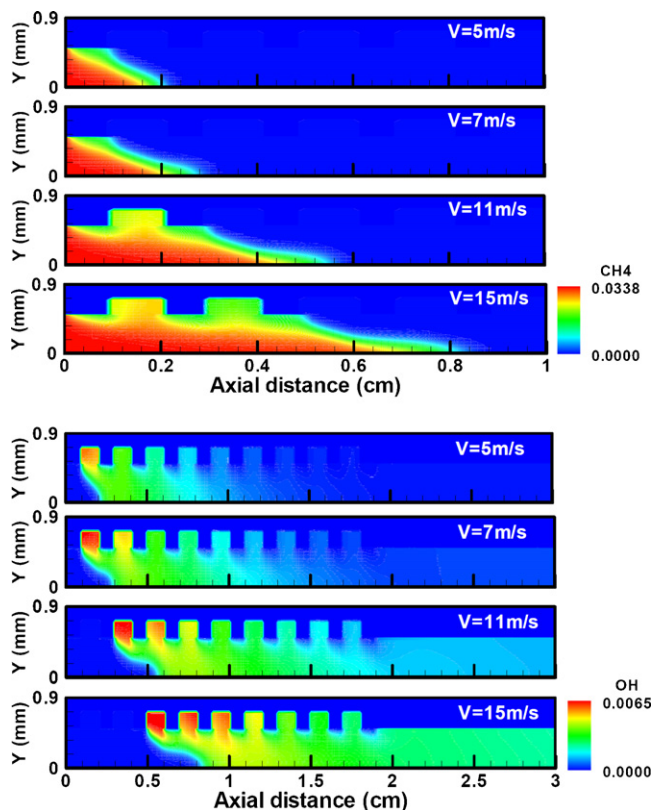 0.9
Y (mm)
0
V=5m/s
0.9
Y (mm)
0
V=7m/s
0.9
Y (mm)
0
V=11m/s
0.9
Y (mm)
0
V=15m/s
CH4
0.0338
0.0000
0 0.2 0.4 0.6 0.8 1
Axial distance (cm)
0.9
Y (mm)
0
V=5m/s
0.9
Y (mm)
0
V=7m/s
0.9
Y (mm)
0
V=11m/s
0.9
Y (mm)
0
V=15m/s
OH
0.0065
0.0000
0 0.5 1 1.5 2 2.5 3
Axial distance (cm)